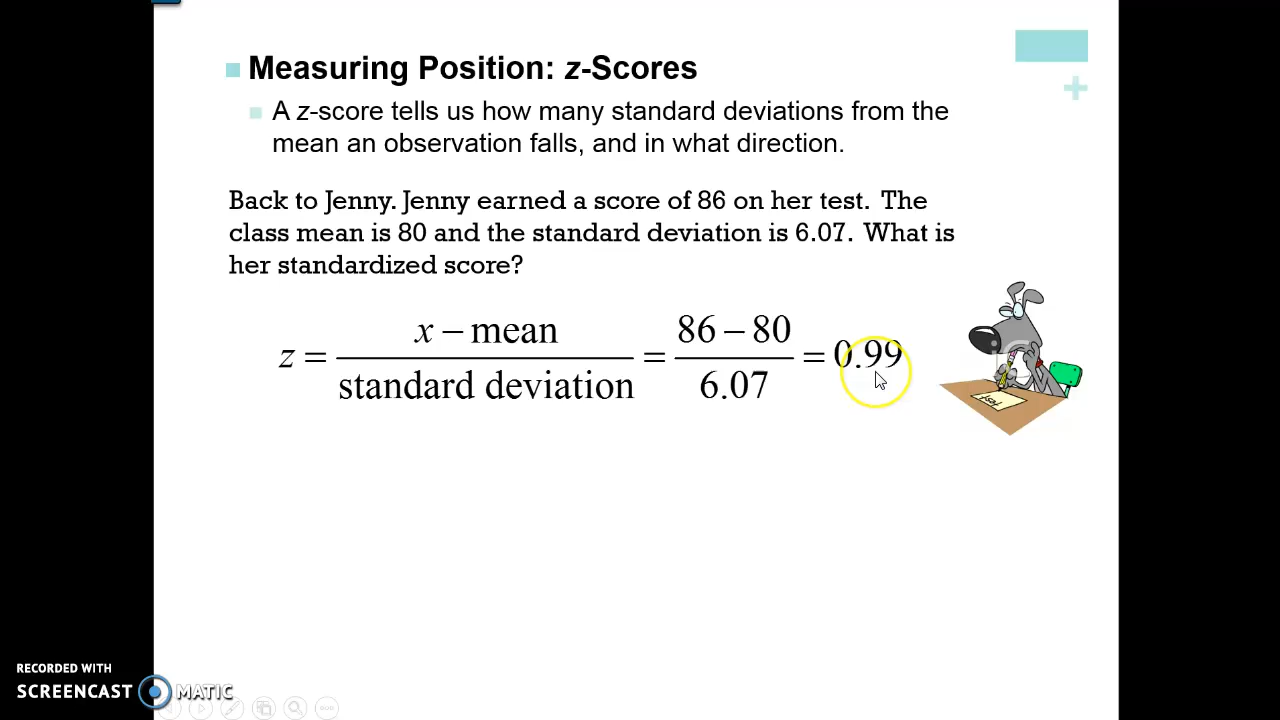 Measuring Position: z-Scores
A z-score tells us how many standard deviations from the
mean an observation falls, and in what direction.
Back to Jenny. Jenny earned a score of 86 on her test. The
class mean is 80 and the standard deviation is 6.07. What is
her standardized score?
z = (x − mean) / (standard deviation) = (86 − 80) / 6.07 = 0.99
Test
RECORDED WITH
SCREENCAST MATIC